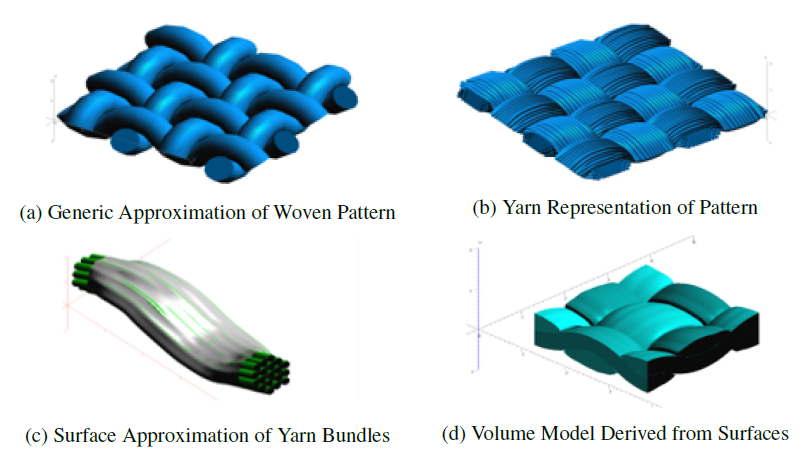 (a) Generic Approximation of Woven Pattern
(b) Yarn Representation of Pattern
(c) Surface Approximation of Yarn Bundles
(d) Volume Model Derived from Surfaces